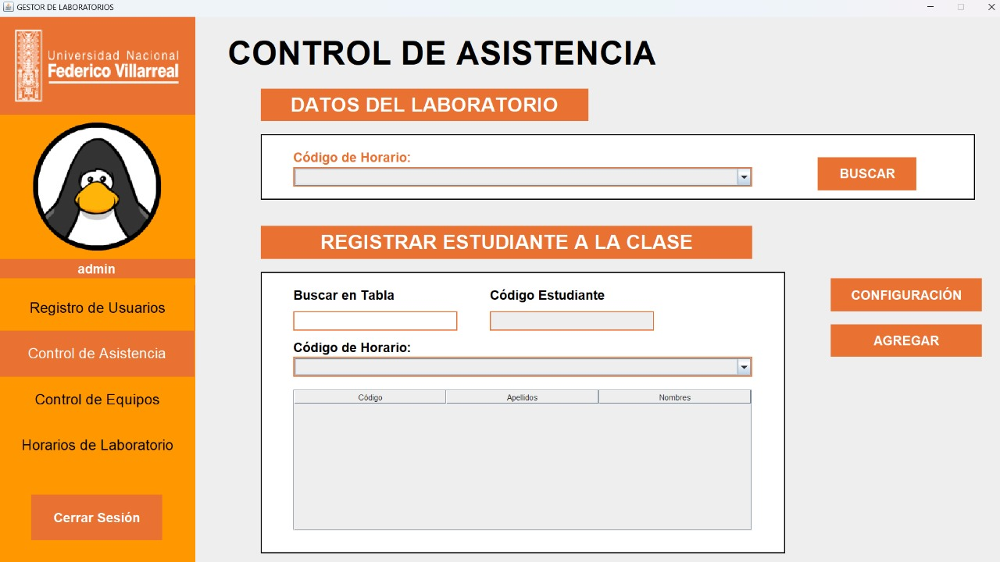 GESTOR DE LABORATORIOS
Universidad Nacional
Federico Villarreal
admin
Registro de Usuarios
Control de Asistencia
Control de Equipos
Horarios de Laboratorio
Cerrar Sesión
CONTROL DE ASISTENCIA
DATOS DEL LABORATORIO
Código de Horario:
BUSCAR
REGISTRAR ESTUDIANTE A LA CLASE
Buscar en Tabla Código Estudiante
Código de Horario:
Código Apellidos Nombres
CONFIGURACIÓN
AGREGAR